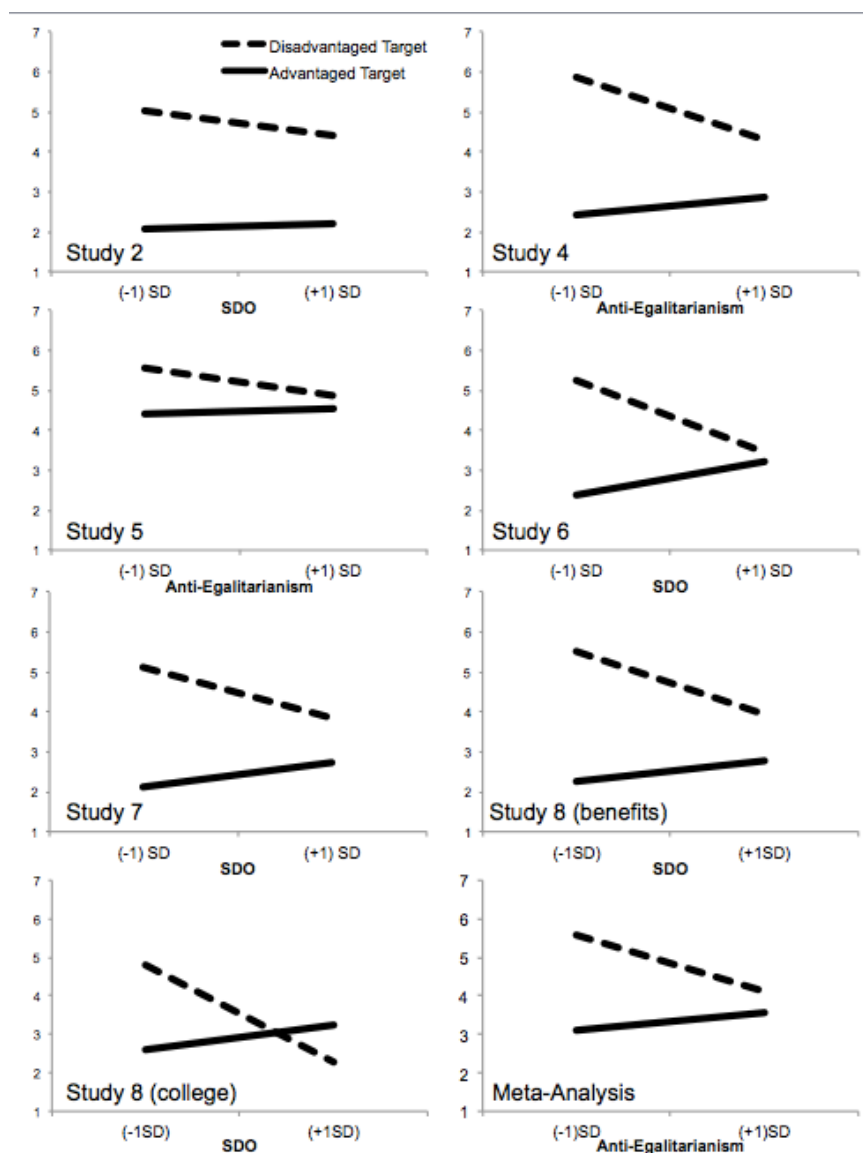 7
6
5
4
3
2
1
Disadvantaged Target
Advantaged Target
Study 2
(-1) SD
(+1) SD
SDO
7
6
5
4
3
2
1
Study 4
(-1) SD
(+1) SD
Anti-Egalitarianism
7
6
5
4
3
2
1
Study 5
(-1) SD
(+1) SD
Anti-Egalitarianism
7
6
5
4
3
2
1
Study 6
(-1) SD
(+1) SD
SDO
7
6
5
4
3
2
1
Study 7
(-1) SD
(+1) SD
SDO
7
6
5
4
3
2
1
Study 8 (benefits)
(-1SD)
(+1SD)
SDO
7
6
5
4
3
2
1
Study 8 (college)
(-1SD)
(+1SD)
SDO
7
6
5
4
3
2
1
Meta-Analysis
(-1)SD
(+1)SD
Anti-Egalitarianism